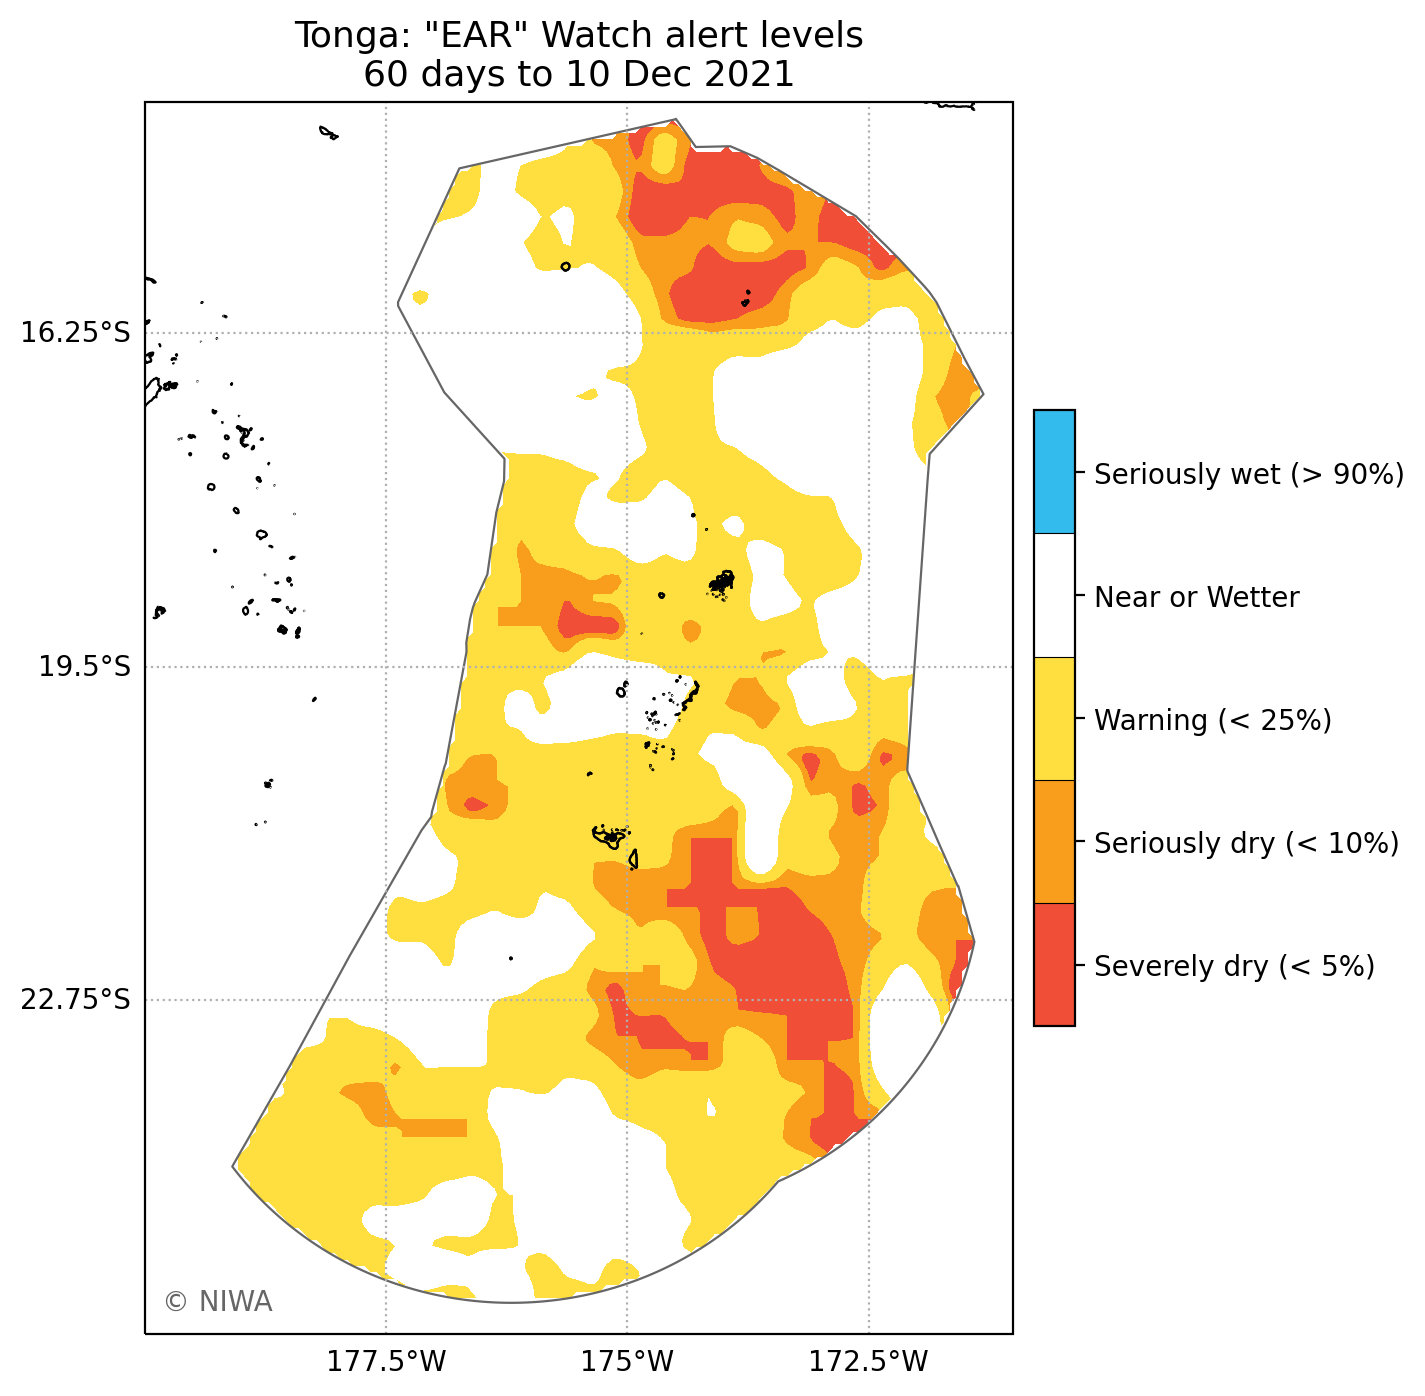 Tonga: "EAR" Watch alert levels
60 days to 10 Dec 2021
16.25°S
19.5°S
22.75°S
177.5°W
175°W
172.5°W
Seriously wet (> 90%)
Near or Wetter
Warning (< 25%)
Seriously dry (< 10%)
Severely dry (< 5%)
© NIWA